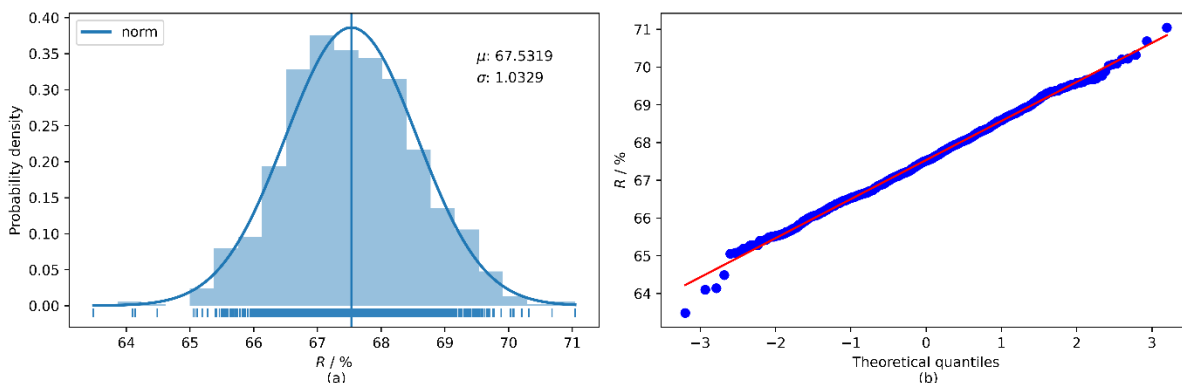 norm
μ: 67.5319
σ: 1.0329
Probability density
0.40
0.35
0.30
0.25
0.20
0.15
0.10
0.05
0.00
64 65 66 67 68 69 70 71
R / %
(a)
R / %
71
70
69
68
67
66
65
64
−3 −2 −1 0 1 2 3
Theoretical quantiles
(b)